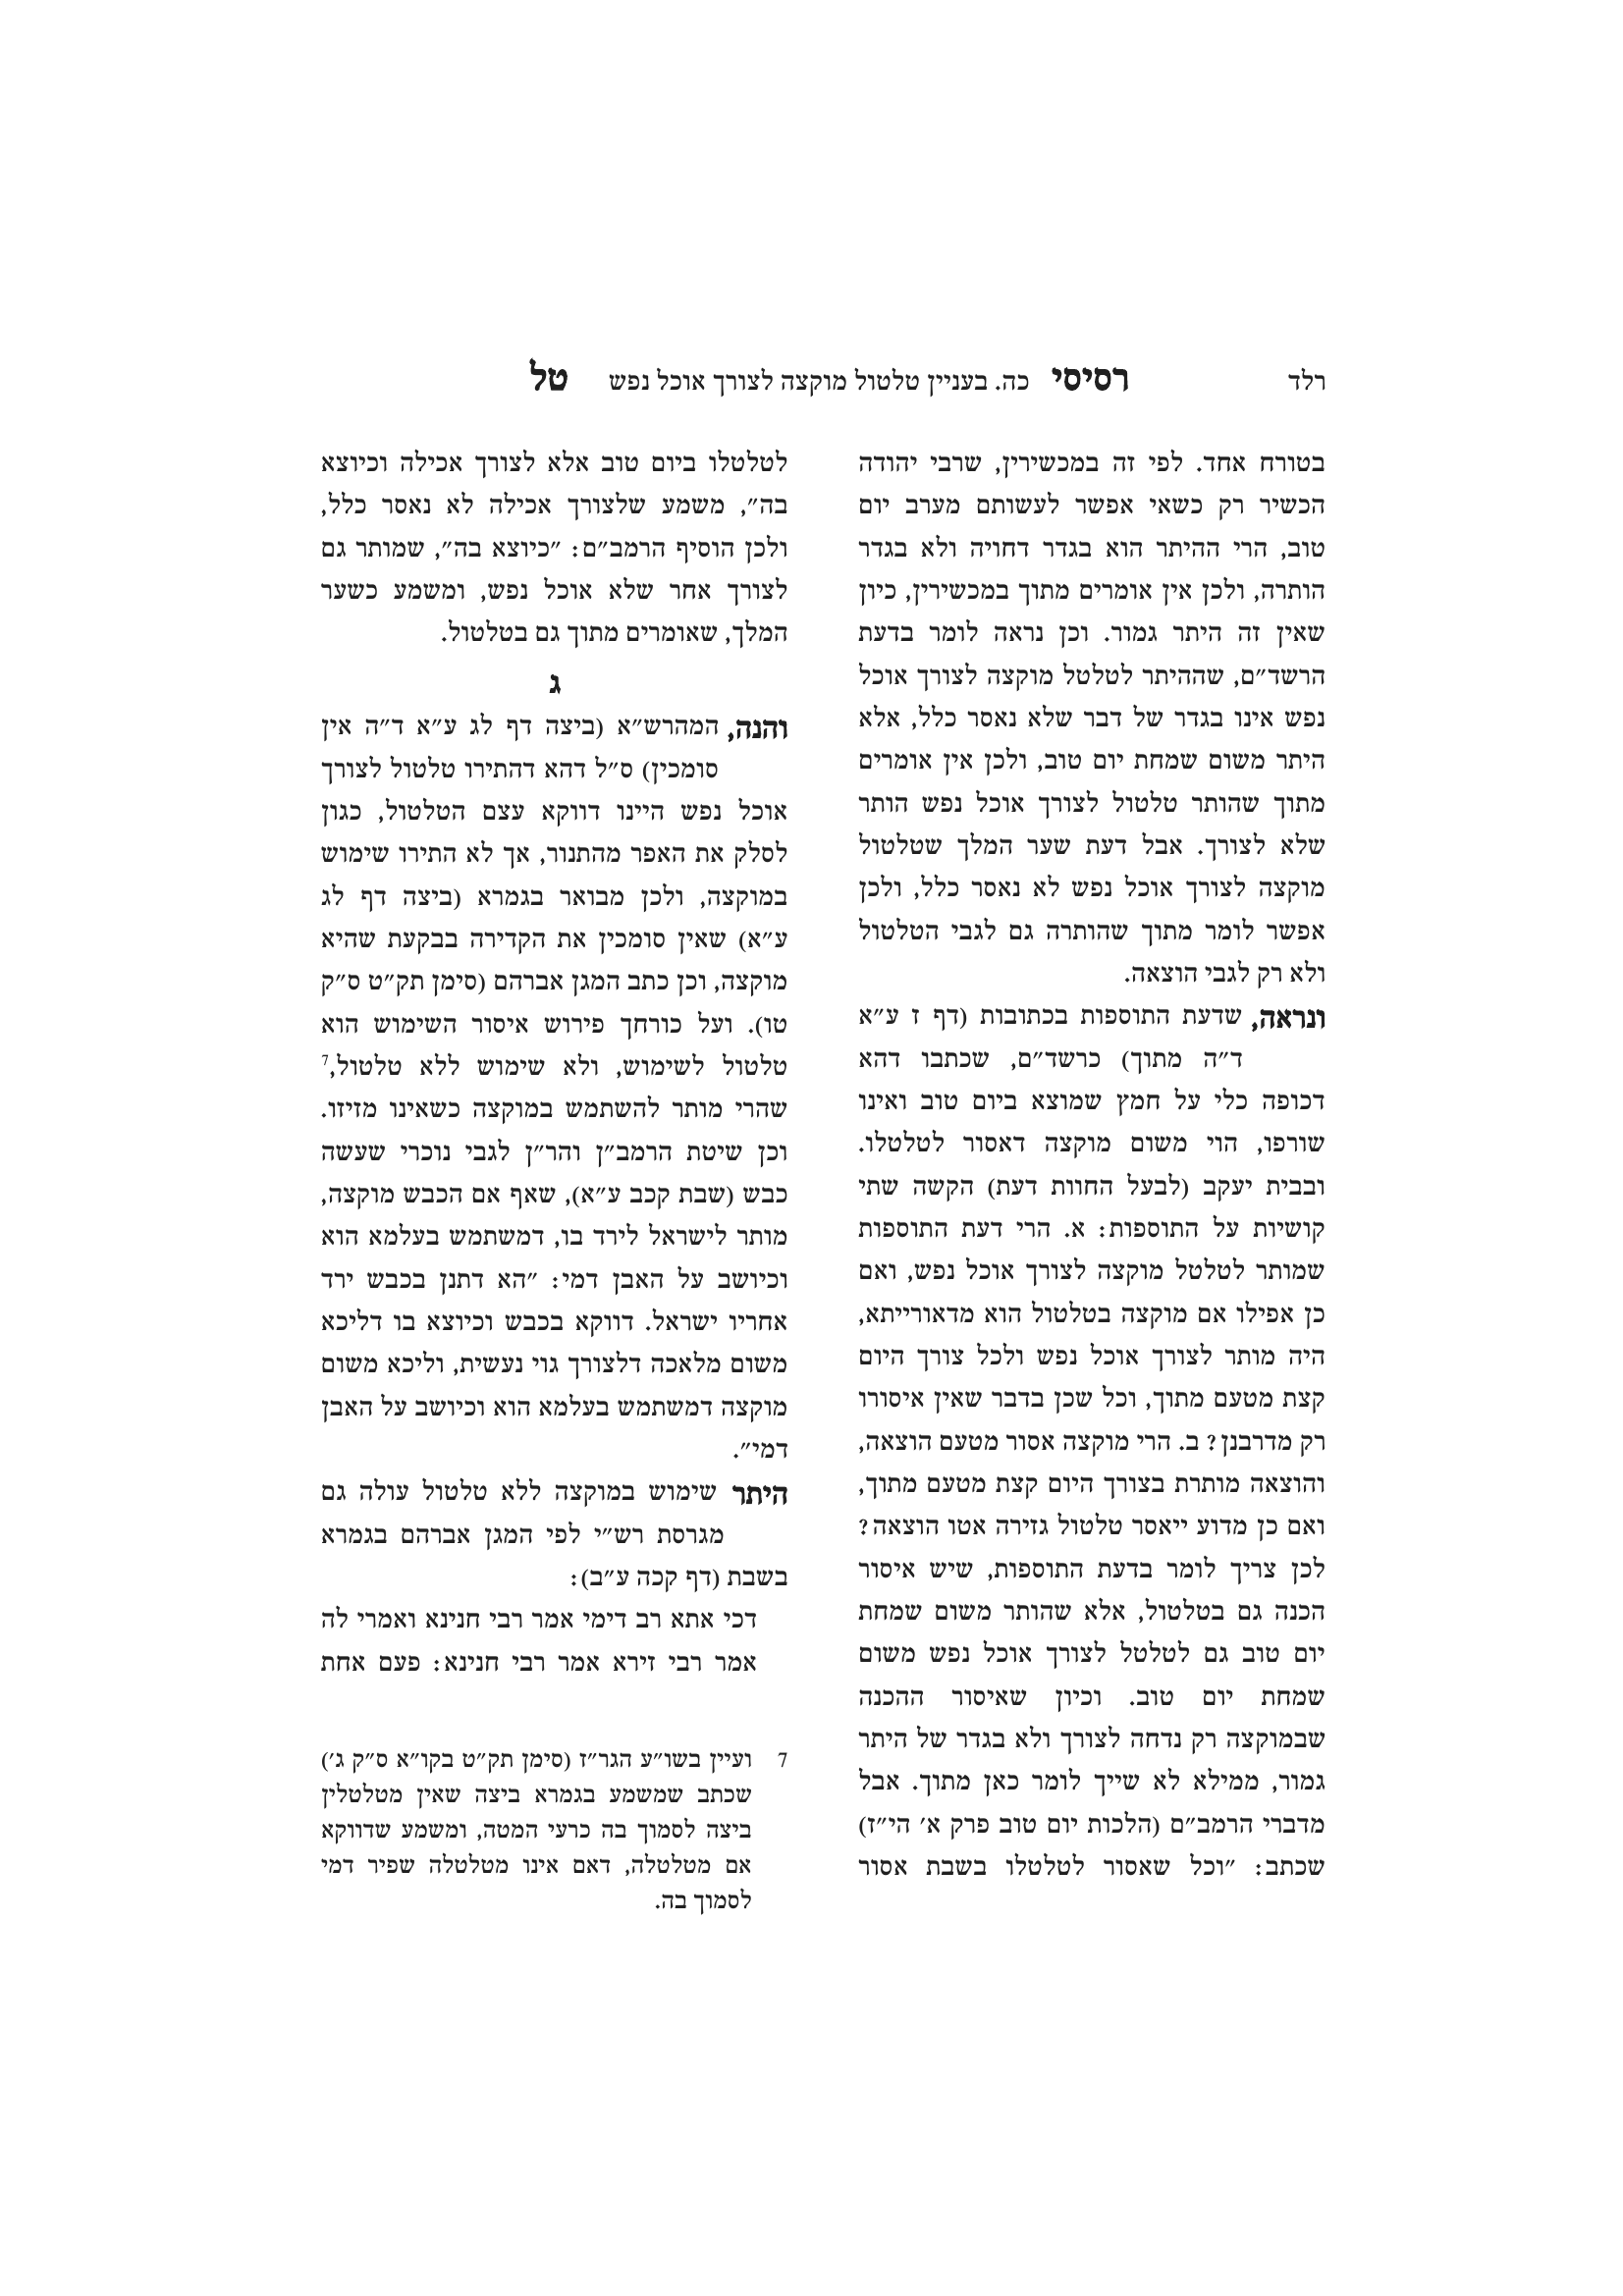 רלד רסיסי כה. בעניין טלטול מוקצה לצורך אוכל נפש טל
בטורח אחד. לפי זה במכשירין, שרבי יהודה
הכשיר רק כשאי אפשר לעשותם מערב יום
טוב, הרי ההיתר הוא בגדר דחויה ולא בגדר
הותרה, ולכן אין אומרים מתוך במכשירין, כיון
שאין זה היתר גמור. וכן נראה לומר בדעת
הרשד״ם, שההיתר לטלטל מוקצה לצורך אוכל
נפש אינו בגדר של דבר שלא נאסר כלל, אלא
היתר משום שמחת יום טוב, ולכן אין אומרים
מתוך שהותר טלטול לצורך אוכל נפש הותר
שלא לצורך. אבל דעת שער המלך שטלטול
מוקצה לצורך אוכל נפש לא נאסר כלל, ולכן
אפשר לומר מתוך שהותרה גם לגבי הטלטול
ולא רק לגבי הוצאה.
ונראה, שדעת התוספות בכתובות (דף ז ע״א
ד״ה מתוך) כרשד״ם, שכתבו דהא
דכופה כלי על חמץ שמוצא ביום טוב ואינו
שורפו, הוי משום מוקצה דאסור לטלטלו.
ובבית יעקב (לבעל החוות דעת) הקשה שתי
קושיות על התוספות: א. הרי דעת התוספות
שמותר לטלטל מוקצה לצורך אוכל נפש, ואם
כן אפילו אם מוקצה בטלטול הוא מדאורייתא,
היה מותר לצורך אוכל נפש ולכל צורך היום
קצת מטעם מתוך, וכל שכן בדבר שאין איסורו
רק מדרבנן? ב. הרי מוקצה אסור מטעם הוצאה,
והוצאה מותרת בצורך היום קצת מטעם מתוך,
ואם כן מדוע ייאסר טלטול גזירה אטו הוצאה?
לכן צריך לומר בדעת התוספות, שיש איסור
הכנה גם בטלטול, אלא שהותר משום שמחת
יום טוב גם לטלטל לצורך אוכל נפש משום
שמחת יום טוב. וכיון שאיסור ההכנה
שבמוקצה רק נדחה לצורך ולא בגדר של היתר
גמור, ממילא לא שייך לומר כאן מתוך. אבל
מדברי הרמב״ם (הלכות יום טוב פרק א׳ הי״ז)
שכתב: ״וכל שאסור לטלטלו בשבת אסור
לטלטלו ביום טוב אלא לצורך אכילה וכיוצא
בה״, משמע שלצורך אכילה לא נאסר כלל,
ולכן הוסיף הרמב״ם: ״כיוצא בה״, שמותר גם
לצורך אחר שלא אוכל נפש, ומשמע כשער
המלך, שאומרים מתוך גם בטלטול.
ג
והנה, המהרש״א (ביצה דף לג ע״א ד״ה אין
סומכין) ס״ל דהא דהתירו טלטול לצורך
אוכל נפש היינו דווקא עצם הטלטול, כגון
לסלק את האפר מהתנור, אך לא התירו שימוש
במוקצה, ולכן מבואר בגמרא (ביצה דף לג
ע״א) שאין סומכין את הקדירה בבקעת שהיא
מוקצה, וכן כתב המגן אברהם (סימן תק״ט ס״ק
טו). ועל כורחך פירוש איסור השימוש הוא
טלטול לשימוש, ולא שימוש ללא טלטול,7
שהרי מותר להשתמש במוקצה כשאינו מזיזו.
וכן שיטת הרמב״ן והר״ן לגבי נוכרי שעשה
כבש (שבת קכב ע״א), שאף אם הכבש מוקצה,
מותר לישראל לירד בו, דמשתמש בעלמא הוא
וכיושב על האבן דמי: ״הא דתנן בכבש ירד
אחריו ישראל. דווקא בכבש וכיוצא בו דליכא
משום מלאכה דלצורך גוי נעשית, וליכא משום
מוקצה דמשתמש בעלמא הוא וכיושב על האבן
דמי״.
היתר שימוש במוקצה ללא טלטול עולה גם
מגרסת רש״י לפי המגן אברהם בגמרא
בשבת (דף קכה ע״ב):
דכי אתא רב דימי אמר רבי חנינא ואמרי לה
אמר רבי זירא אמר רבי חנינא: פעם אחת
7 ועיין בשו״ע הגר״ז (סימן תק״ט בקו״א ס״ק ג׳)
שכתב שמשמע בגמרא ביצה שאין מטלטלין
ביצה לסמוך בה כרעי המטה, ומשמע שדווקא
אם מטלטלה, דאם אינו מטלטלה שפיר דמי
לסמוך בה.